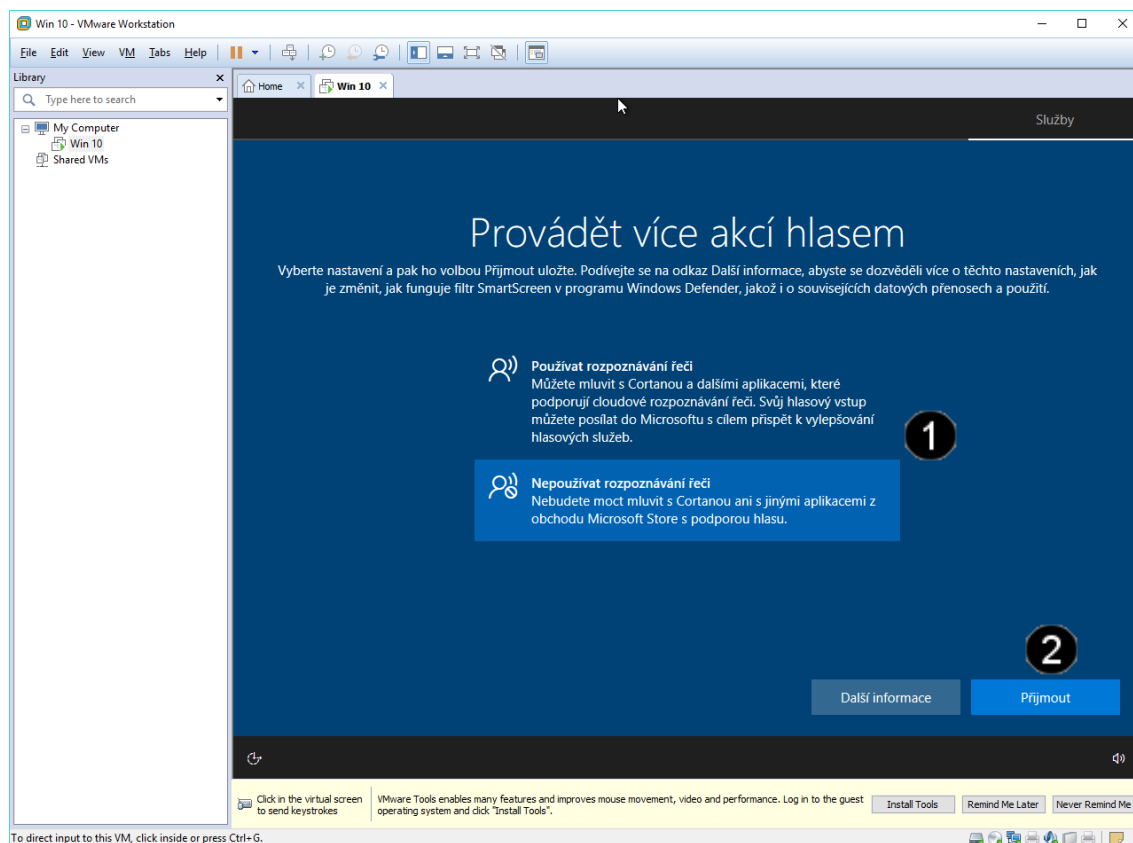 Win 10 - VMware Workstation
File Edit View VM Tabs Help
Library
Type here to search
My Computer
Win 10
Shared VMs
Home
Win 10
Služby
Provádět více akcí hlasem
Vyberte nastavení a pak ho volbou Přijmout uložte. Podívejte se na odkaz Další informace, abyste se dozvěděli více o těchto nastaveních, jak
je změnit, jak funguje filtr SmartScreen v programu Windows Defender, jakož i o souvisejících datových přenosech a použití.
Používat rozpoznávání řeči
Můžete mluvit s Cortanou a dalšími aplikacemi, které
podporují cloudové rozpoznávání řeči. Svůj hlasový vstup
můžete posílat do Microsoftu s cílem přispět k vylepšování
hlasových služeb.
1
Nepoužívat rozpoznávání řeči
Nebudete moct mluvit s Cortanou ani s jinými aplikacemi z
obchodu Microsoft Store s podporou hlasu.
2
Další informace
Přijmout
Click in the virtual screen
to send keystrokes
VMware Tools enables many features and improves mouse movement, video and performance. Log in to the guest
operating system and click "Install Tools".
Install Tools
Remind Me Later
Never Remind Me
To direct input to this VM, click inside or press Ctrl+G.